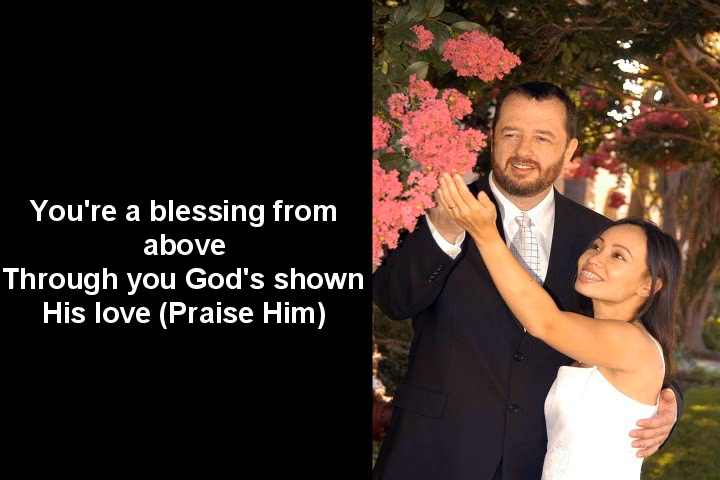 You're a blessing from
above
Through you God's shown
His love (Praise Him)